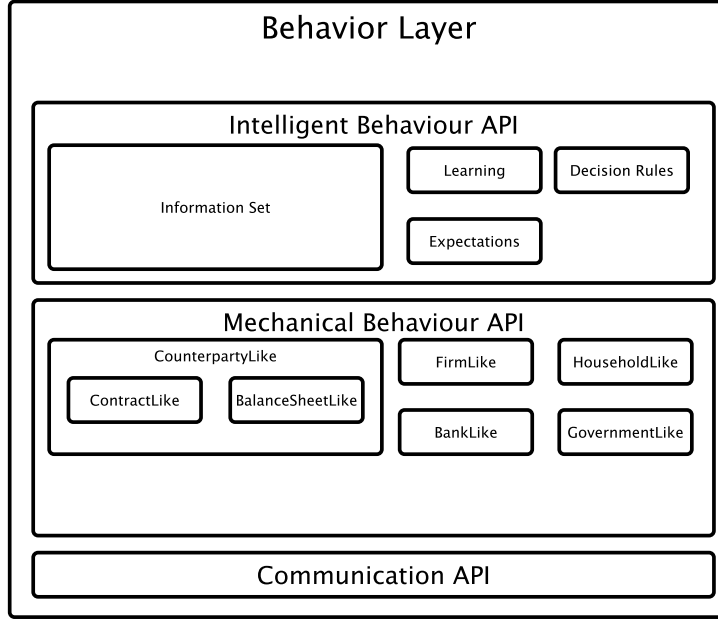 Behavior Layer
Intelligent Behaviour API
Information Set
Learning
Decision Rules
Expectations
Mechanical Behaviour API
CounterpartyLike
ContractLike
BalanceSheetLike
FirmLike
HouseholdLike
BankLike
GovernmentLike
Communication API